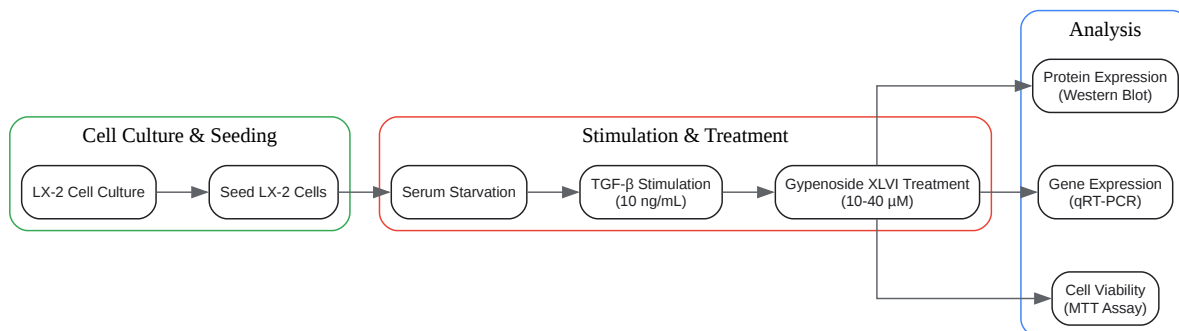 Cell Culture & Seeding
LX-2 Cell Culture
Seed LX-2 Cells
Stimulation & Treatment
Serum Starvation
TGF-β Stimulation
(10 ng/mL)
Gypenoside XLVI Treatment
(10-40 µM)
Analysis
Protein Expression
(Western Blot)
Gene Expression
(qRT-PCR)
Cell Viability
(MTT Assay)